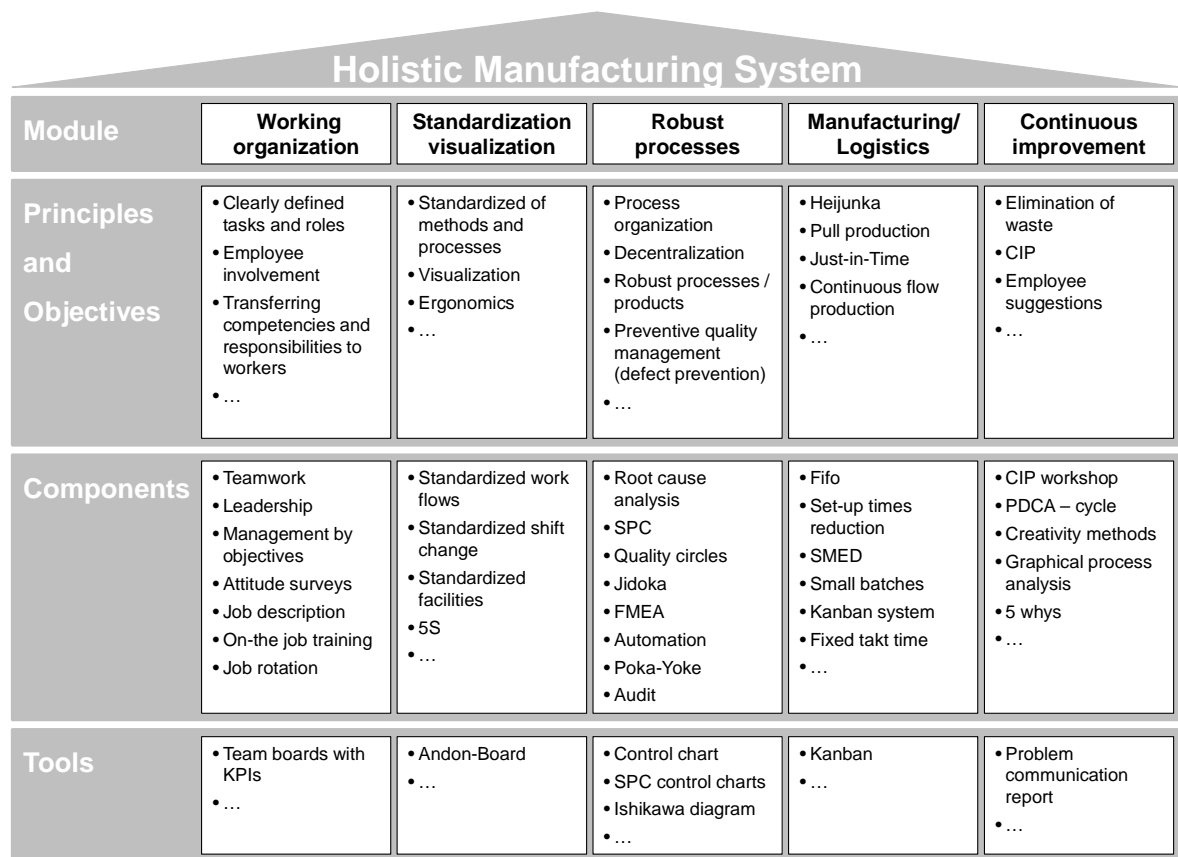 Holistic Manufacturing System
Module
Working
organization
Standardization
visualization
Robust
processes
Manufacturing/
Logistics
Continuous
improvement
Principles
and
Objectives
• Clearly defined
tasks and roles
• Employee
involvement
• Transferring
competencies and
responsibilities to
workers
• …
• Standardized of
methods and
processes
• Visualization
• Ergonomics
• …
• Process
organization
• Decentralization
• Robust processes /
products
• Preventive quality
management
(defect prevention)
• …
• Heijunka
• Pull production
• Just-in-Time
• Continuous flow
production
• …
• Elimination of
waste
• CIP
• Employee
suggestions
• …
Components
• Teamwork
• Leadership
• Management by
objectives
• Attitude surveys
• Job description
• On-the job training
• Job rotation
• Standardized work
flows
• Standardized shift
change
• Standardized
facilities
• 5S
• …
• Root cause
analysis
• SPC
• Quality circles
• Jidoka
• FMEA
• Automation
• Poka-Yoke
• Audit
• Fifo
• Set-up times
reduction
• SMED
• Small batches
• Kanban system
• Fixed takt time
• …
• CIP workshop
• PDCA – cycle
• Creativity methods
• Graphical process
analysis
• 5 whys
• …
Tools
• Team boards with
KPIs
• …
• Andon-Board
• …
• Control chart
• SPC control charts
• Ishikawa diagram
• …
• Kanban
• …
• Problem
communication
report
• …